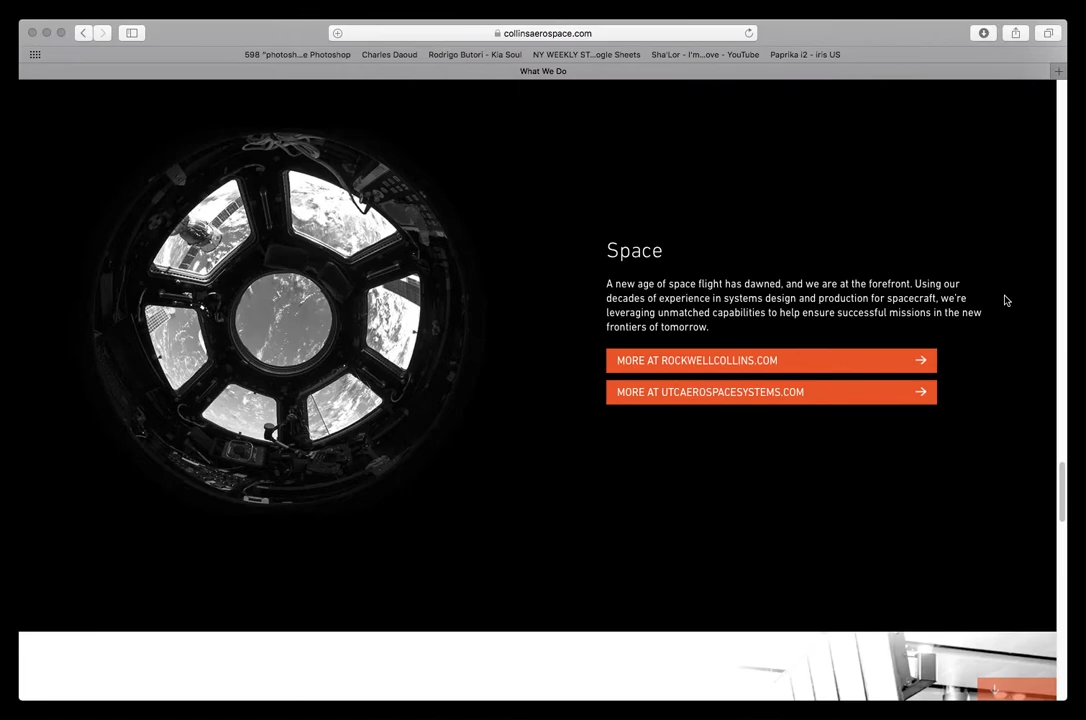 collinsaerospace.com
598 "photosh...e Photoshop
Charles Daoud
Rodrigo Butori - Kia Soul
NY WEEKLY ST...ogle Sheets
Sha'Lor - I'm...ove - YouTube
Paprika i2 - iris US
What We Do
Space
A new age of space flight has dawned, and we are at the forefront. Using our
decades of experience in systems design and production for spacecraft, we're
leveraging unmatched capabilities to help ensure successful missions in the new
frontiers of tomorrow.
MORE AT ROCKWELLCOLLINS.COM
MORE AT UTCAEROSPACESYSTEMS.COM